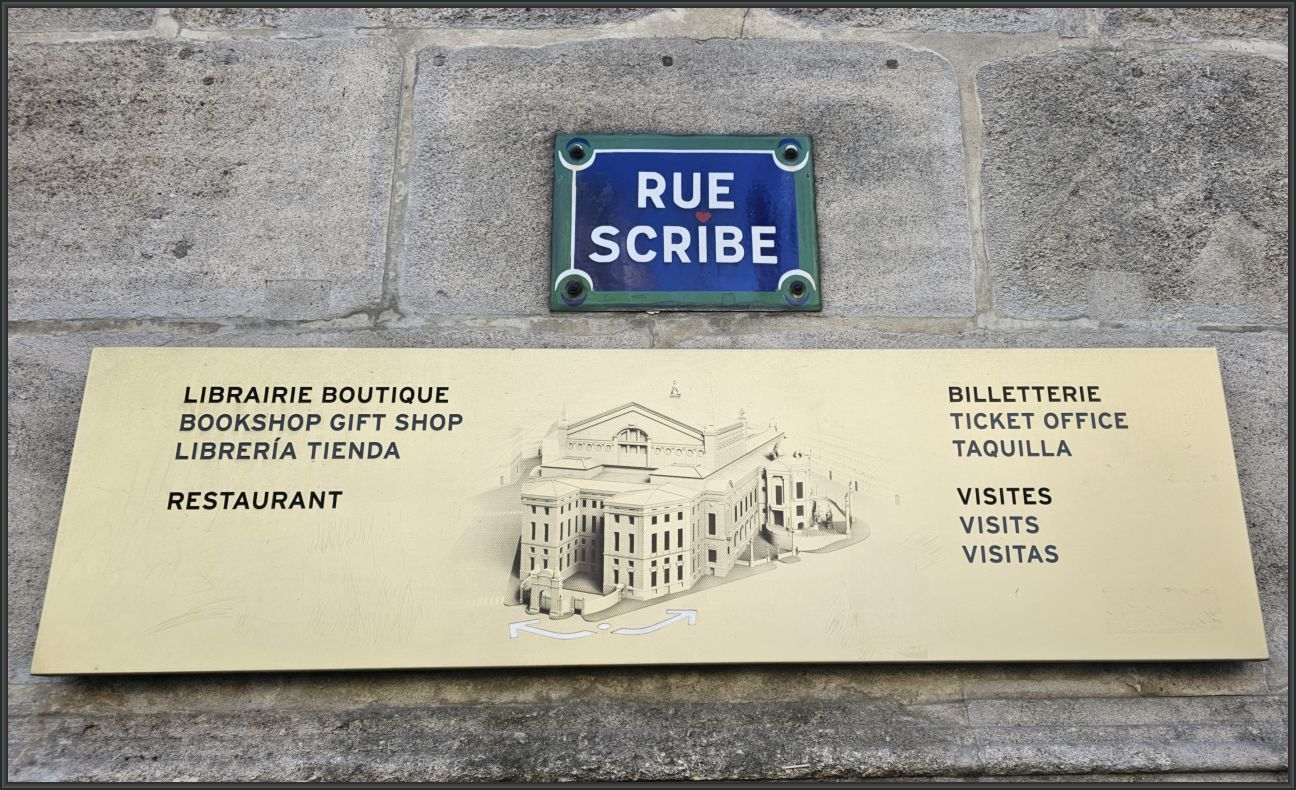 RUE
SCRIBE
LIBRAIRIE BOUTIQUE
BOOKSHOP GIFT SHOP
LIBRERÍA TIENDA
RESTAURANT
BILLETTERIE
TICKET OFFICE
TAQUILLA
VISITES
VISITS
VISITAS